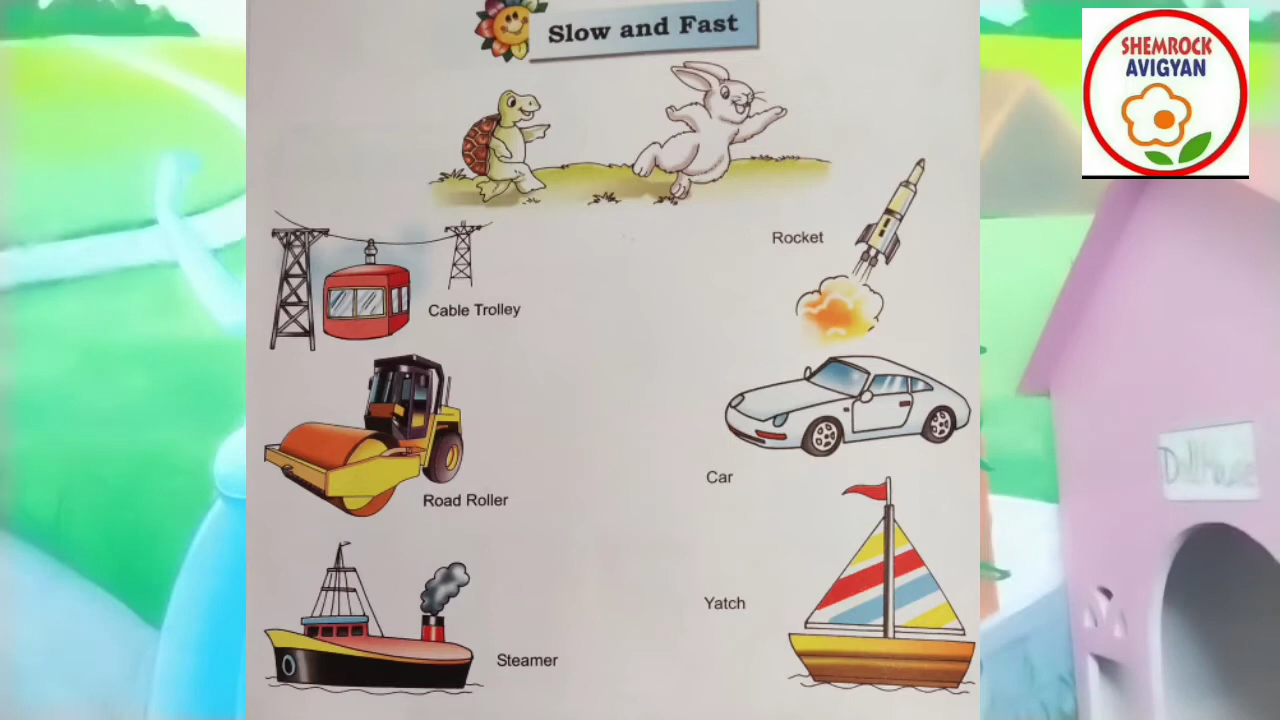 Slow and Fast
SHEMROCK
AVIGYAN
Rocket
Cable Trolley
Car
Road Roller
Yatch
Steamer